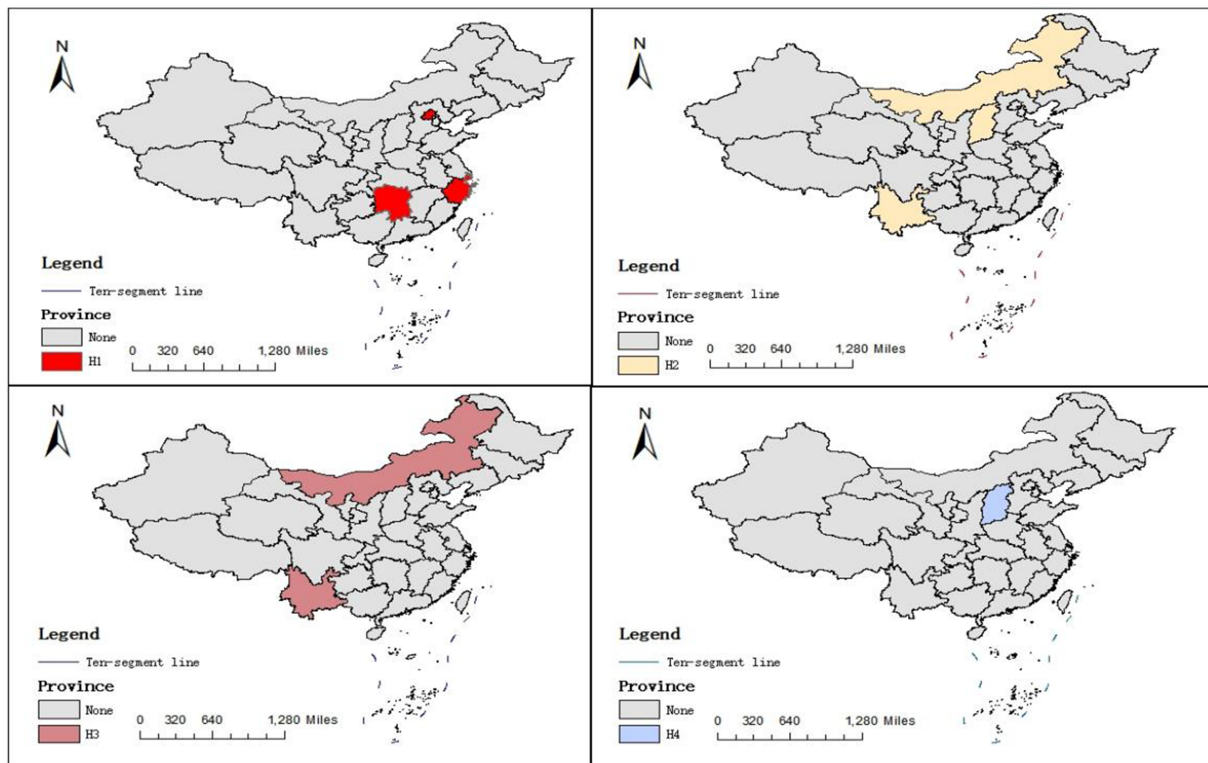 N
Legend
Ten-segment line
Province
None
H1
0 320 640 1,280 Miles
N
Legend
Ten-segment line
Province
None
H2
0 320 640 1,280 Miles
N
Legend
Ten-segment line
Province
None
H3
0 320 640 1,280 Miles
N
Legend
Ten-segment line
Province
None
H4
0 320 640 1,280 Miles